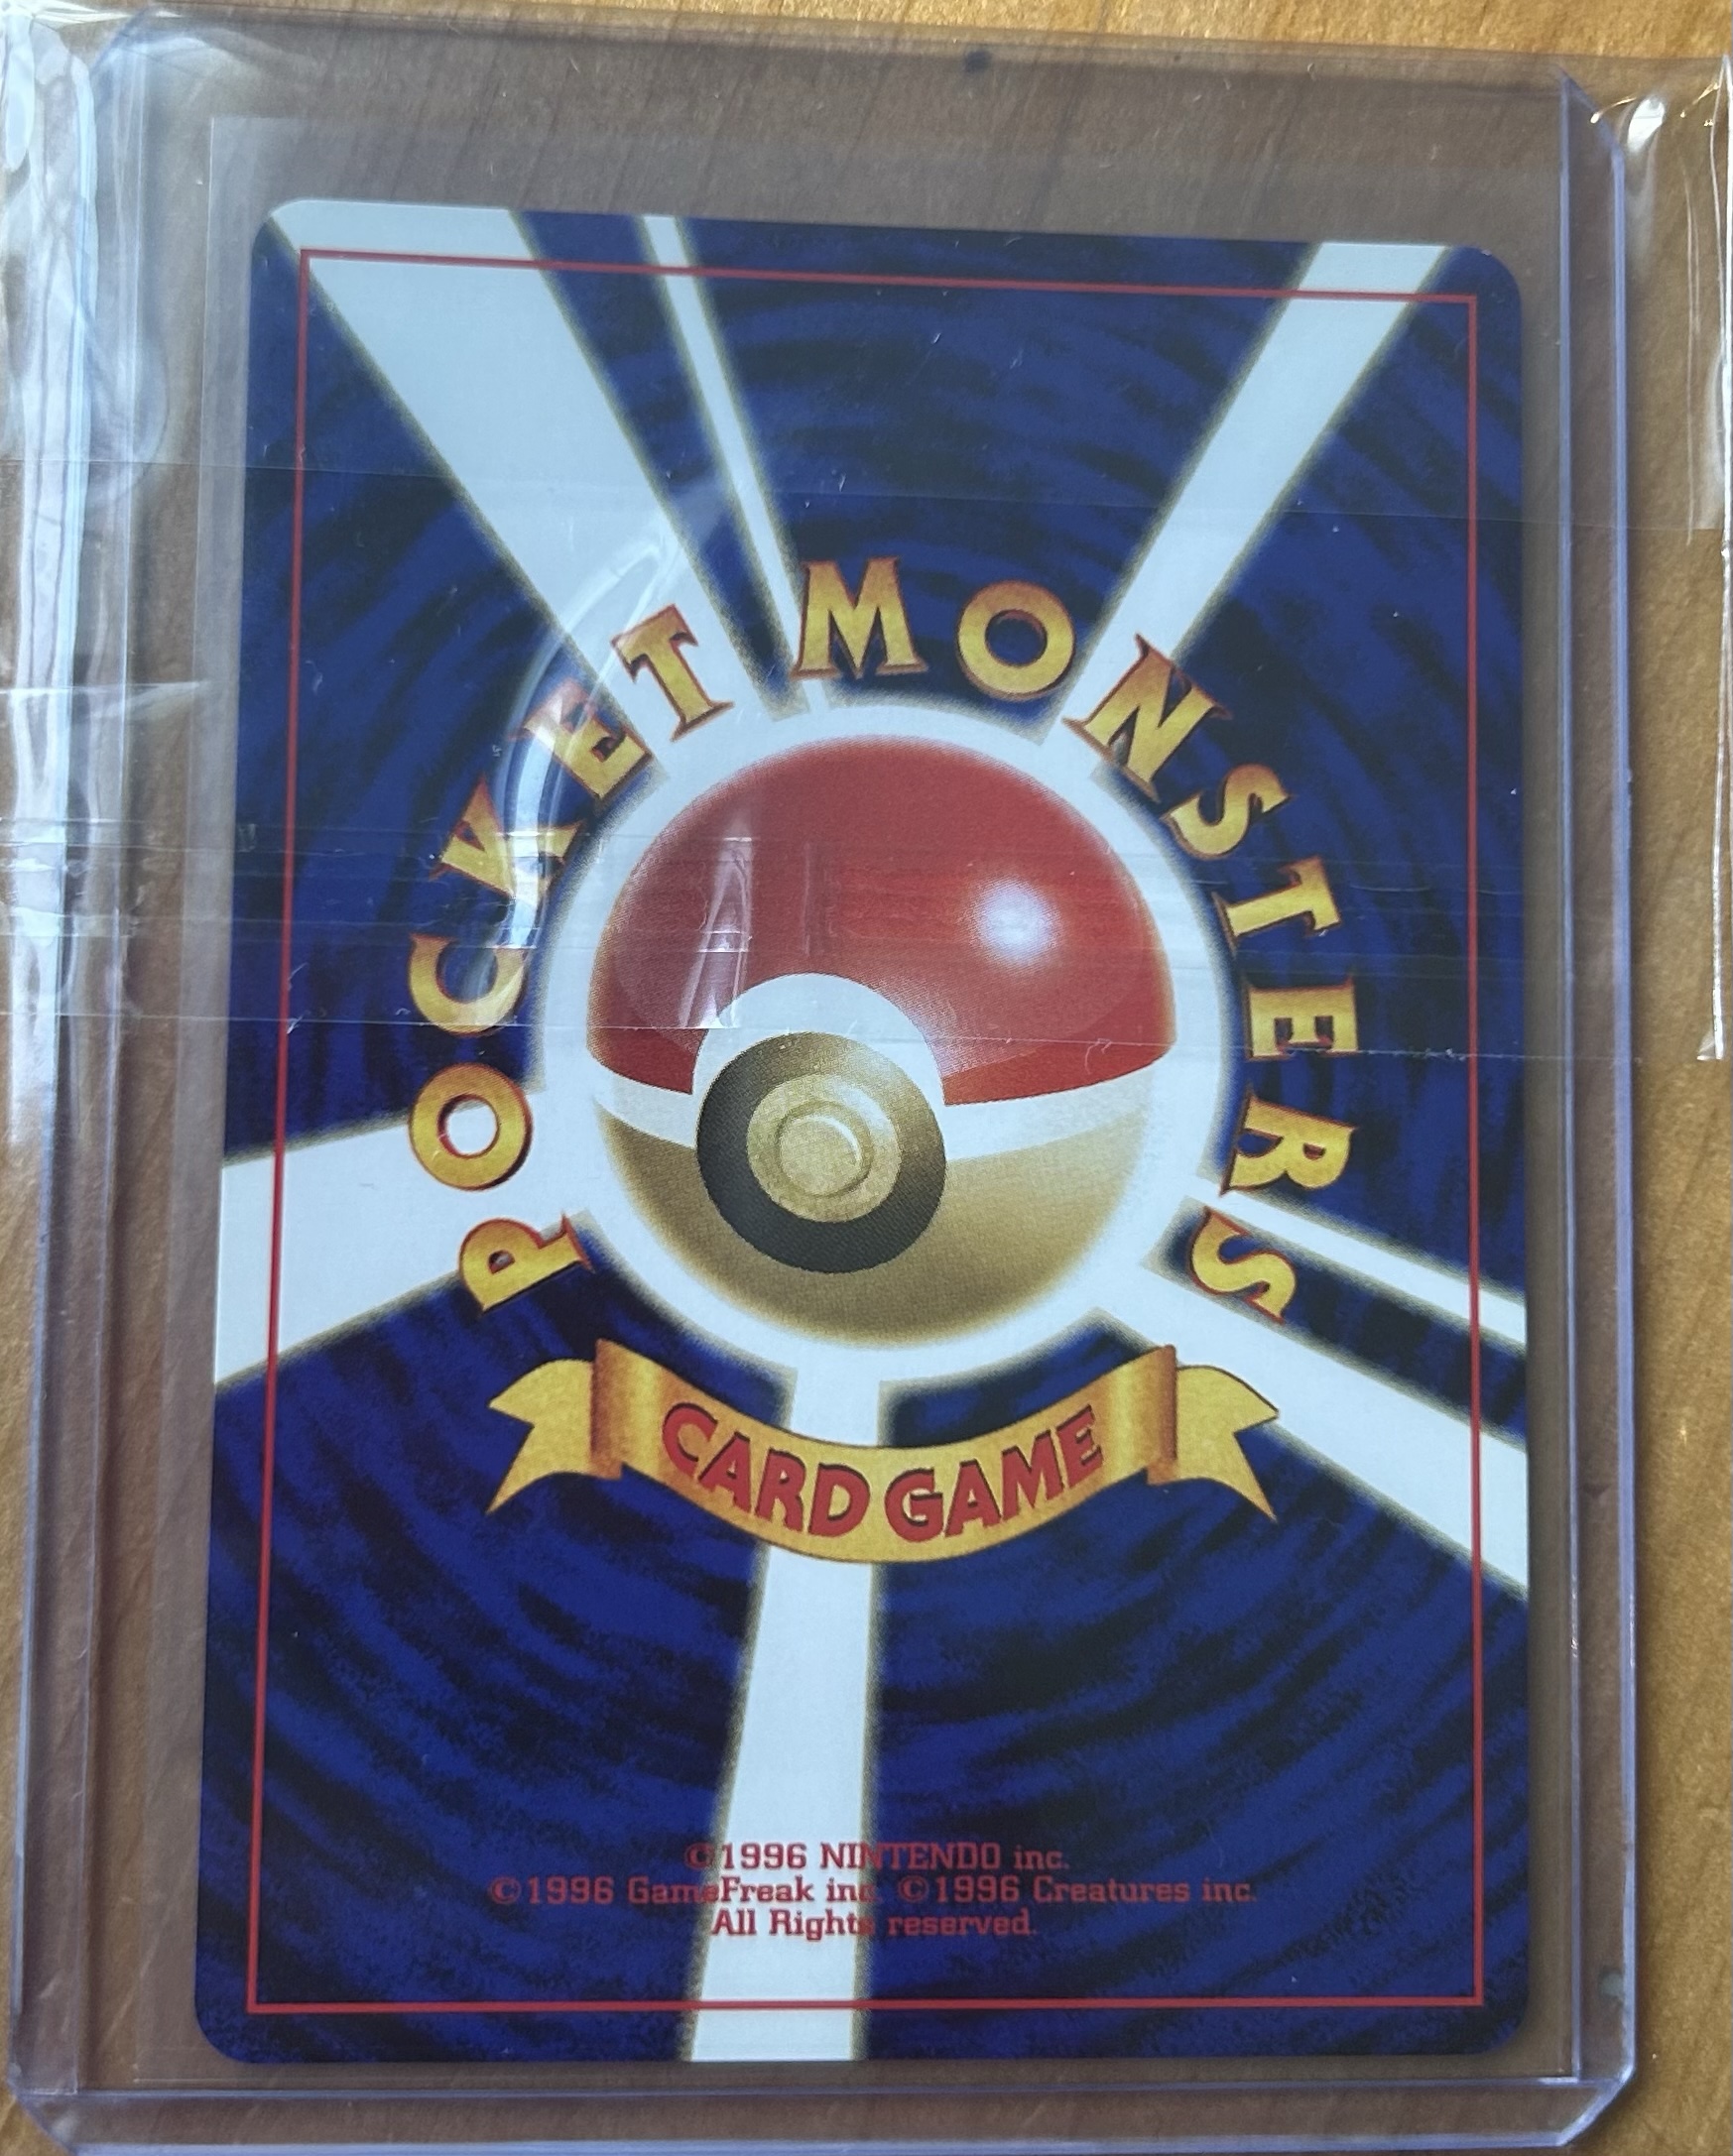 POCKET MONSTERS
CARD GAME
©1996 NINTENDO inc.
©1996 GameFreak inc. ©1996 Creatures inc.
All Rights reserved.